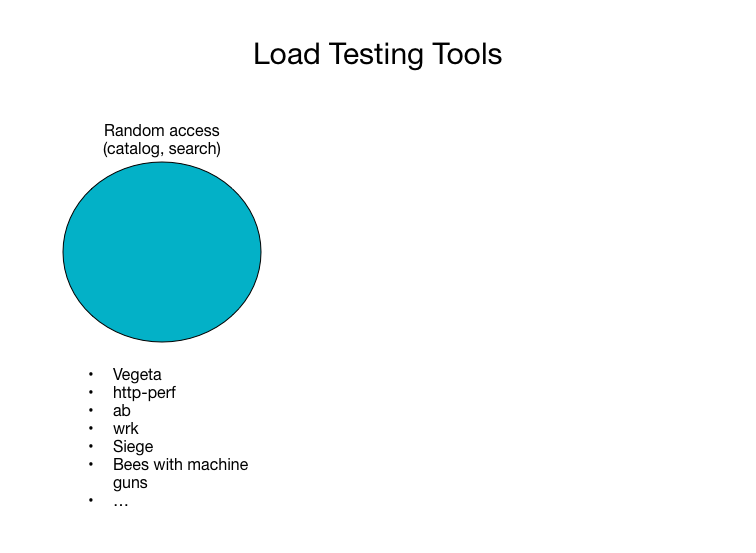 Load Testing Tools
Random access
(catalog, search)
• Vegeta
• http-perf
• ab
• wrk
• Siege
• Bees with machine
guns
• …